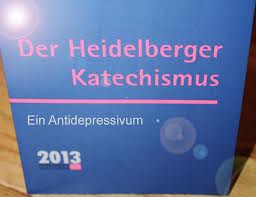 Der Heidelberger
Katechismus
Ein Antidepressivum
2013